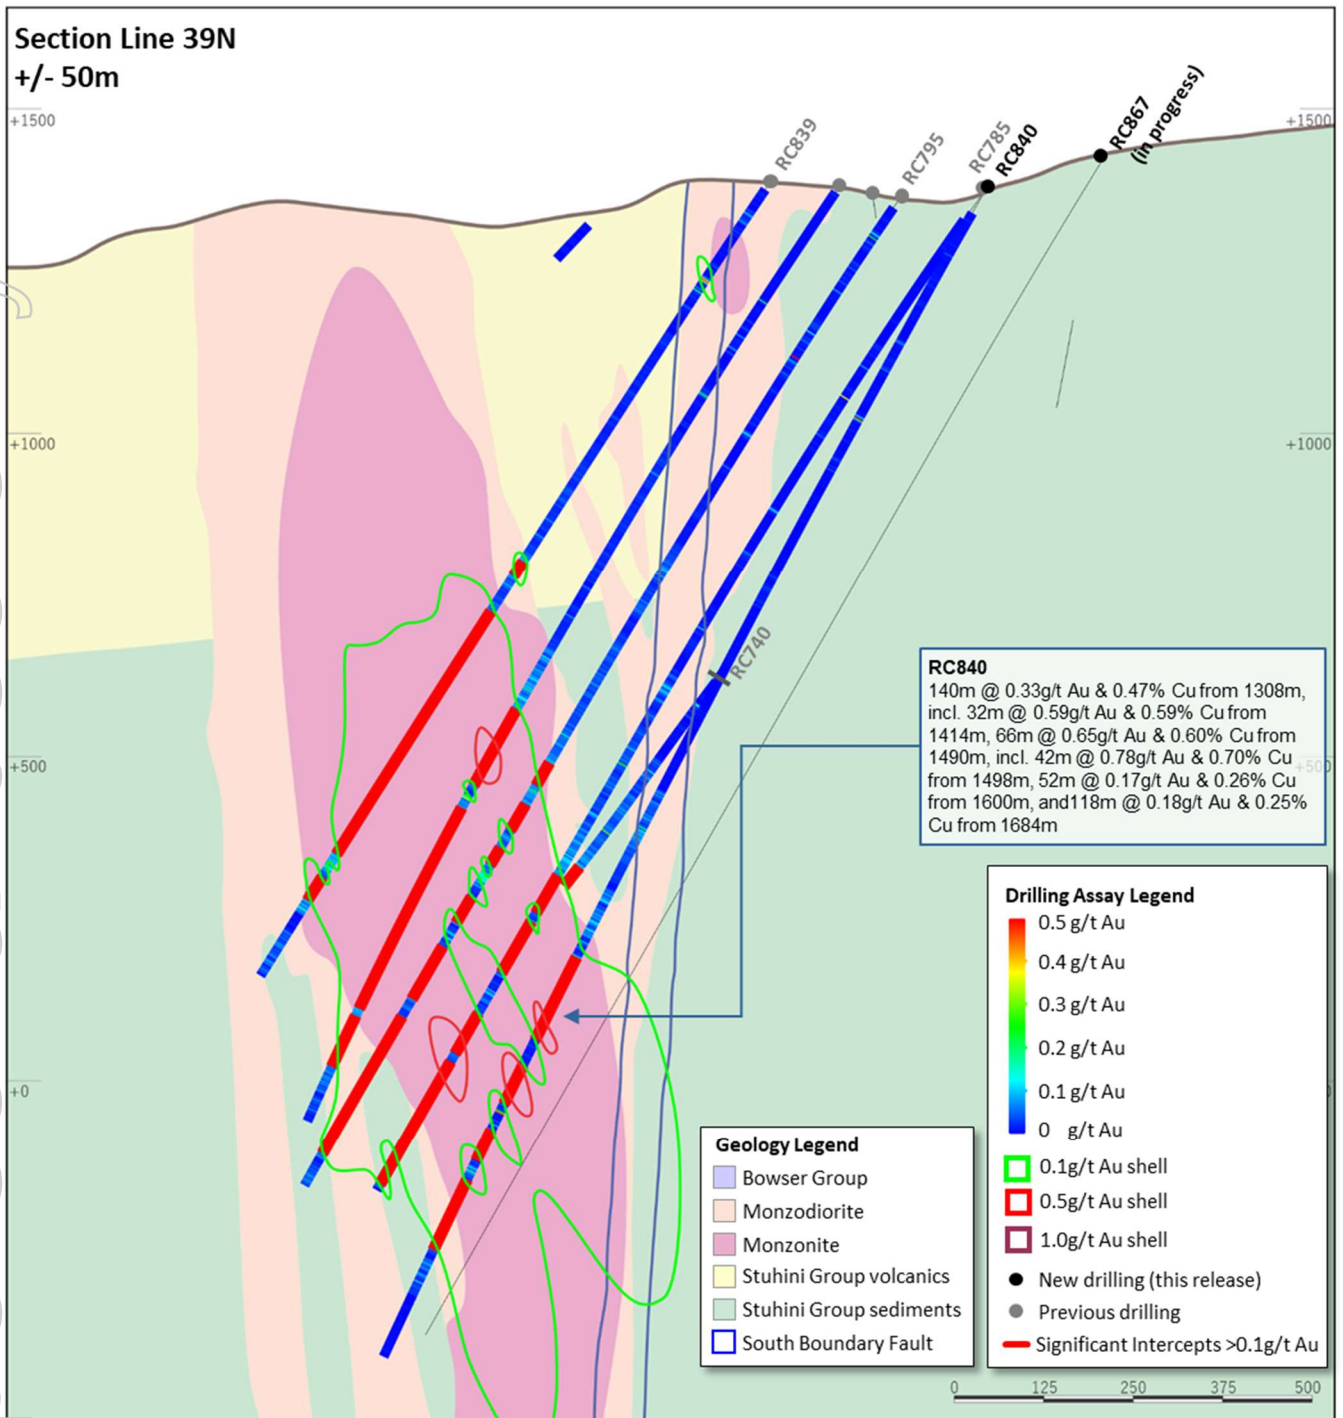 Section Line 39N
+/- 50m
+1500
+1500
RC839
RC795
RC785
RC840
RC867
(in progress)
+1000
+1000
RC740
RC840
140m @ 0.33g/t Au & 0.47% Cu from 1308m,
incl. 32m @ 0.59g/t Au & 0.59% Cu from
1414m, 66m @ 0.65g/t Au & 0.60% Cu from
1490m, incl. 42m @ 0.78g/t Au & 0.70% Cu
from 1498m, 52m @ 0.17g/t Au & 0.26% Cu
from 1600m, and118m @ 0.18g/t Au & 0.25%
Cu from 1684m
+500
+500
+0
Drilling Assay Legend
0.5 g/t Au
0.4 g/t Au
0.3 g/t Au
0.2 g/t Au
0.1 g/t Au
0 g/t Au
0.1g/t Au shell
0.5g/t Au shell
1.0g/t Au shell
New drilling (this release)
Previous drilling
Significant Intercepts >0.1g/t Au
Geology Legend
Bowser Group
Monzodiorite
Monzonite
Stuhini Group volcanics
Stuhini Group sediments
South Boundary Fault
0 125 250 375 500